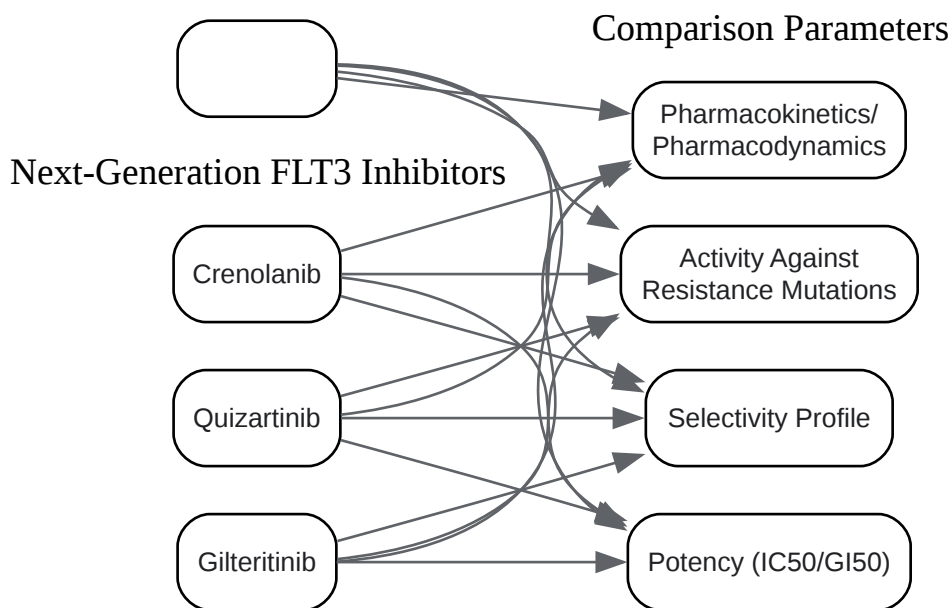 Comparison Parameters
Pharmacokinetics/
Pharmacodynamics
Next-Generation FLT3 Inhibitors
Crenolanib
Activity Against
Resistance Mutations
Quizartinib
Selectivity Profile
Gilteritinib
Potency (IC50/GI50)